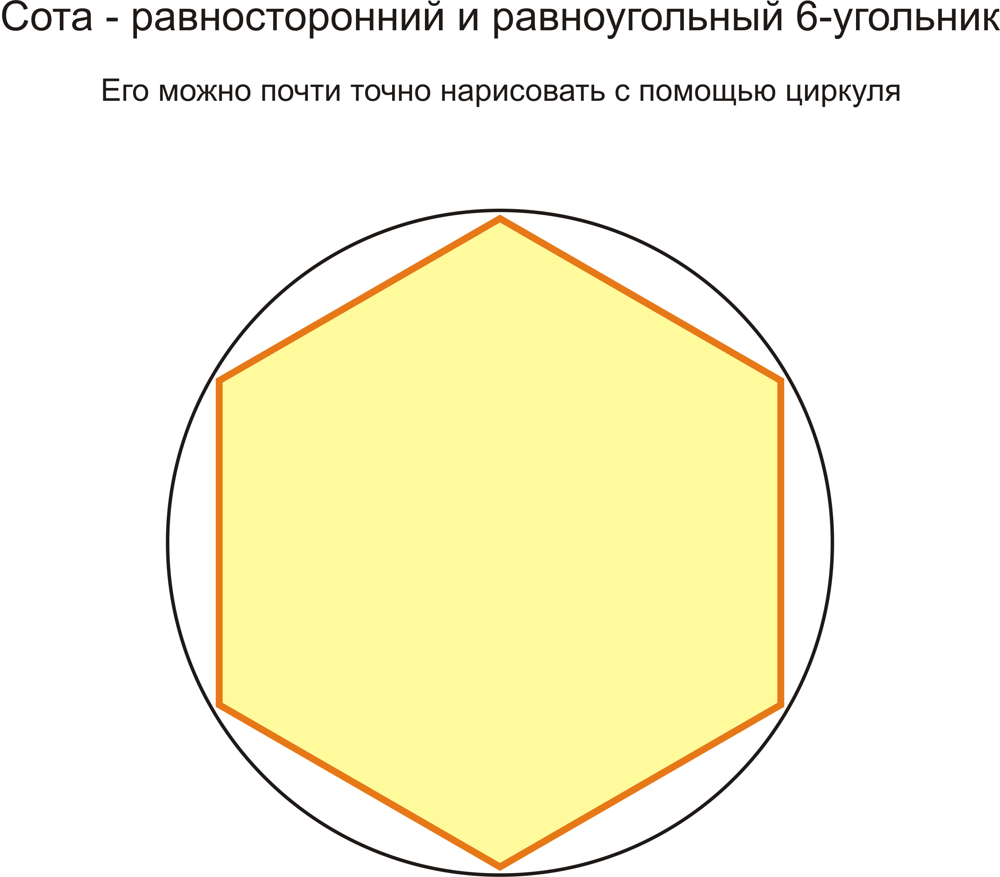 Сота - равносторонний и равноугольный 6-угольник
Его можно почти точно нарисовать с помощью циркуля